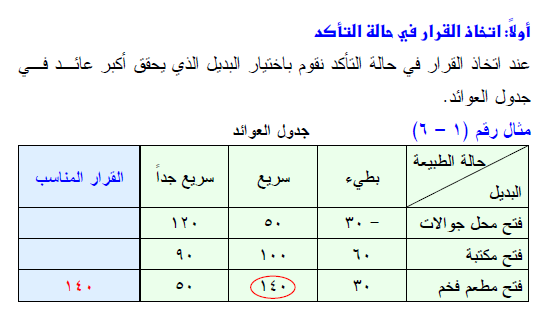 أولاً: اتخاذ القرار في حالة التأكد
عند اتخاذ القرار في حالة التأكد نقوم باختيار البديل الذي يحقق أكبر عائـــد فـــي
جدول العوائد.
مثال رقم (١ – ٦) جدول العوائد
حالة الطبيعة البديل بطيء سريع سريع جداً القرار المناسب
فتح محل جوالات – ٣٠ ٥٠ ١٢٠
فتح مكتبة ٦٠ ١٠٠ ٩٠
فتح مطعم فخم ٣٠ ١٤٠ ٥٠ ١٤٠